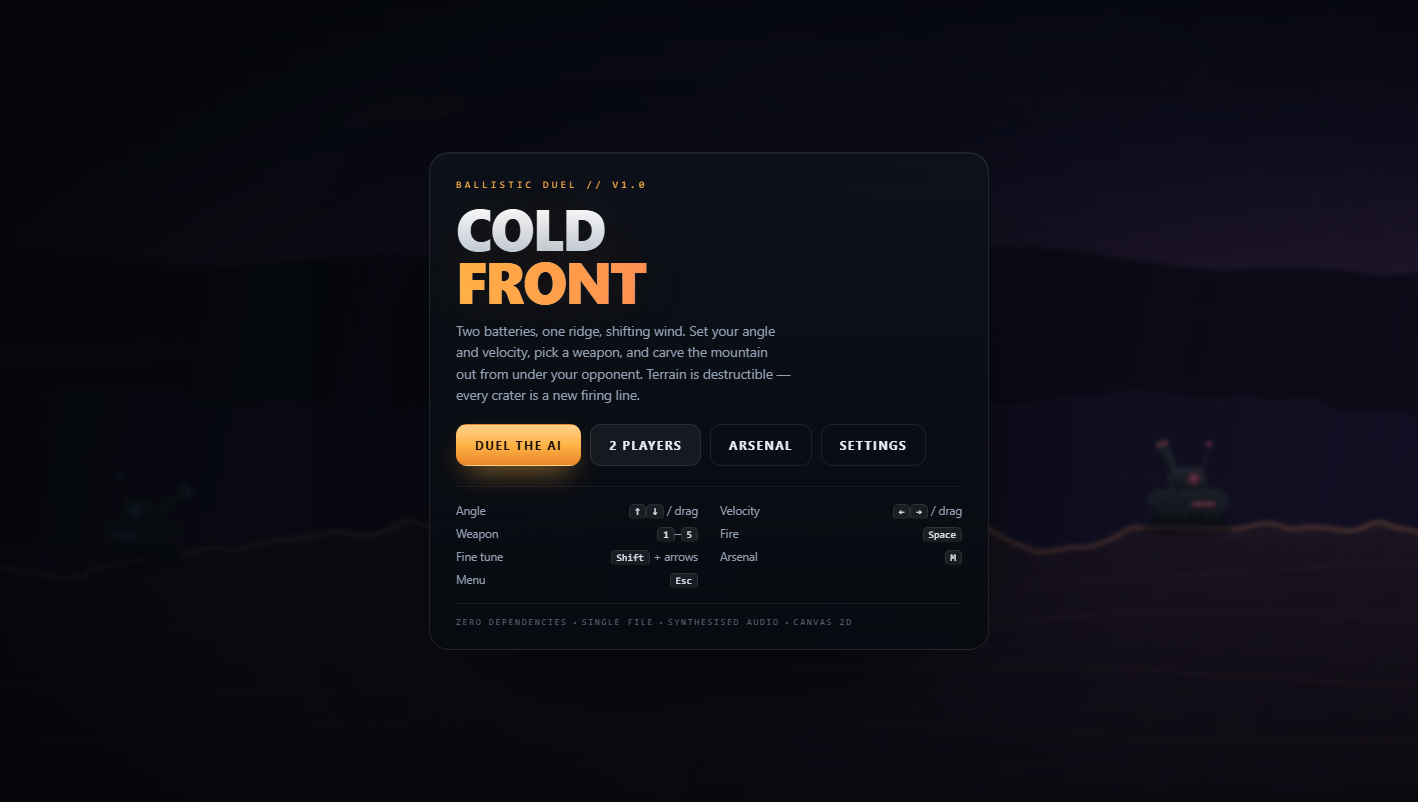 BALLISTIC DUEL // V1.0
COLD
FRONT
Two batteries, one ridge, shifting wind. Set your angle
and velocity, pick a weapon, and carve the mountain
out from under your opponent. Terrain is destructible —
every crater is a new firing line.
DUEL THE AI 2 PLAYERS ARSENAL SETTINGS
Angle ↑ ↓ / drag Velocity ← → / drag
Weapon 1–5 Fire Space
Fine tune Shift + arrows Arsenal M
Menu Esc
ZERO DEPENDENCIES • SINGLE FILE • SYNTHESISED AUDIO • CANVAS 2D